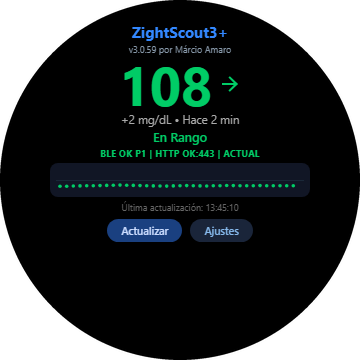 ZightScout3+
v3.0.59 por Márcio Amaro
108 →
+2 mg/dL • Hace 2 min
En Rango
BLE OK P1 | HTTP OK:443 | ACTUAL
Última actualización: 13:45:10
Actualizar Ajustes